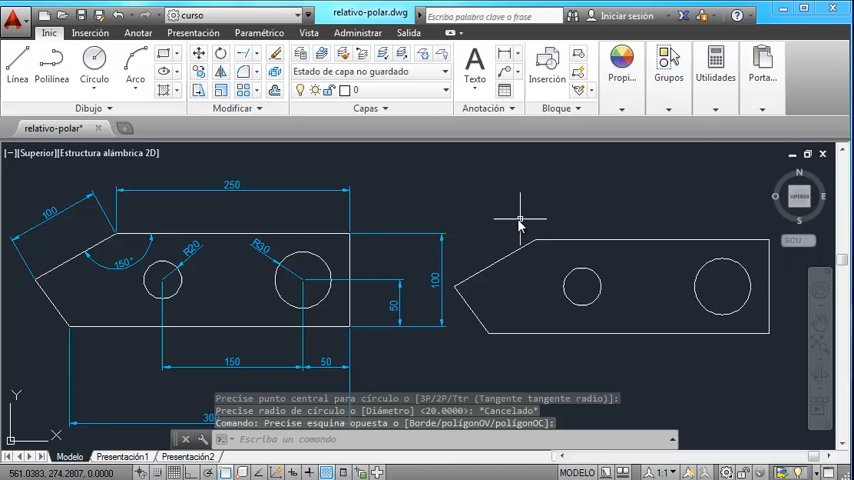 curso
relativo-polar.dwg
Escriba palabra clave o frase
Iniciar sesión
Inic Inserción Anotar Presentación Paramétrico Vista Administrar Salida
Línea Polilínea Círculo Arco
Estado de capa no guardado
0
Texto
Inserción
Propi... Grupos Utilidades Porta...
Dibujo Modificar Capas Anotación Bloque
relativo-polar*
[−][Superior][Estructura alámbrica 2D]
N
O SUPERIOR E
S
SCU
250
100
R20
R30
150°
100
50
150
50
30
Y
X
Precise punto central para círculo o [3P/2P/Ttr (Tangente tangente radio)]:
Precise radio de círculo o [Diámetro] <20.0000>: *Cancelado*
Comando: Precise esquina opuesta o [Borde/polígonOV/polígonOC]:
Escriba un comando
Modelo Presentación1 Presentación2
561.0383, 274.2807, 0.0000
MODELO
1:1